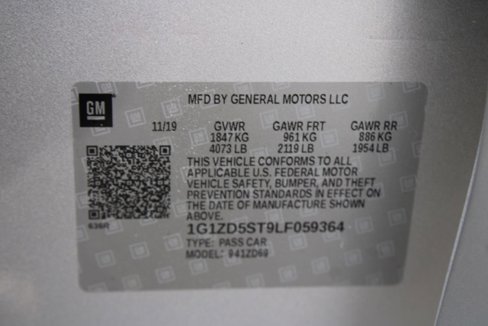 GM
MFD BY GENERAL MOTORS LLC
11/19 GVWR GAWR FRT GAWR RR
1847 KG 961 KG 886 KG
4073 LB 2119 LB 1954 LB
THIS VEHICLE CONFORMS TO ALL
APPLICABLE U.S. FEDERAL MOTOR
VEHICLE SAFETY, BUMPER, AND THEFT
PREVENTION STANDARDS IN EFFECT ON
THE DATE OF MANUFACTURE SHOWN
ABOVE.
636R
1G1ZD5ST9LF059364
TYPE: PASS CAR
MODEL: 941ZD69